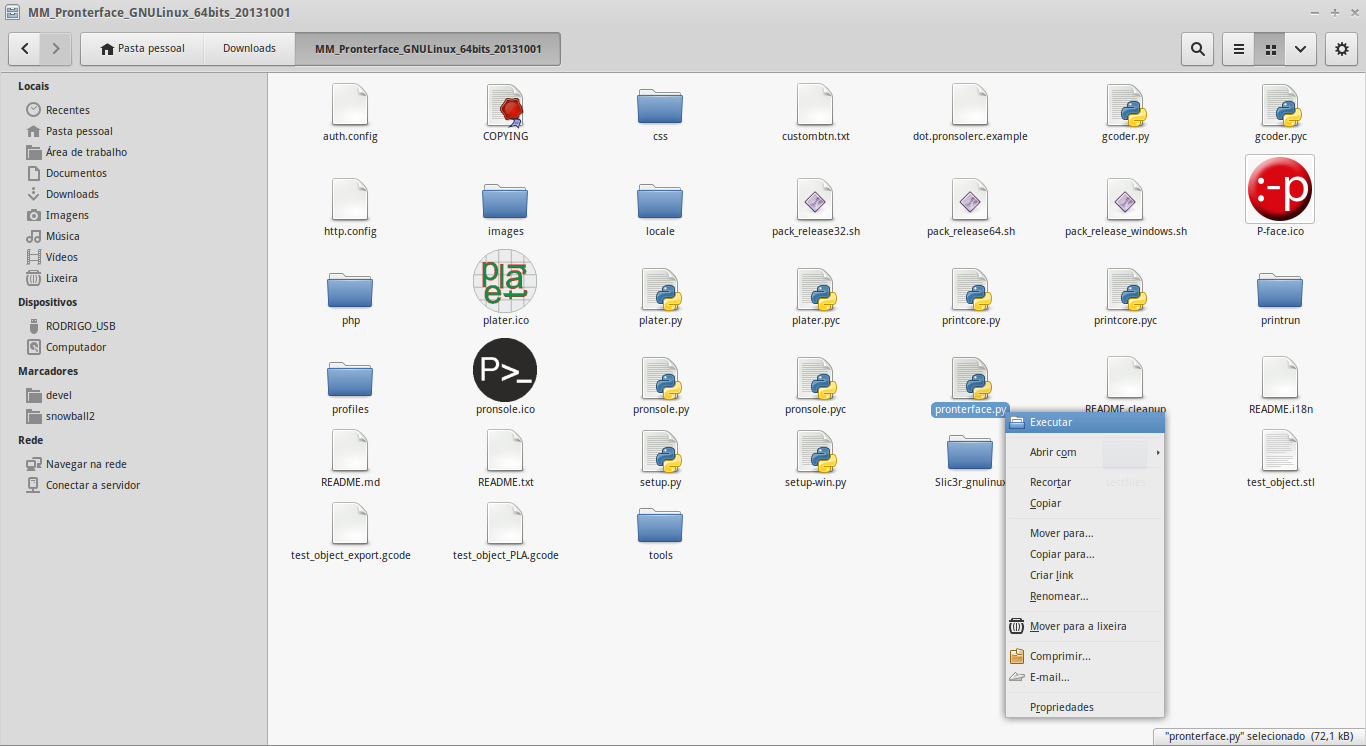 MM_Pronterface_GNULinux_64bits_20131001
Pasta pessoal
Downloads
MM_Pronterface_GNULinux_64bits_20131001
Locais
Recentes
Pasta pessoal
Área de trabalho
Documentos
Downloads
Imagens
Música
Vídeos
Lixeira
Dispositivos
RODRIGO_USB
Computador
Marcadores
devel
snowball2
Rede
Navegar na rede
Conectar a servidor
auth.config
COPYING
css
custombtn.txt
dot.pronsolerc.example
gcoder.py
gcoder.pyc
http.config
images
locale
pack_release32.sh
pack_release64.sh
pack_release_windows.sh
:-p
P-face.ico
php
plater
plater.ico
plater.py
plater.pyc
printcore.py
printcore.pyc
printrun
profiles
P>_
pronsole.ico
pronsole.py
pronsole.pyc
pronterface.py
README.cleanup
README.i18n
README.md
README.txt
setup.py
setup-win.py
Slic3r_gnulinux
testfiles
test_object.stl
test_object_export.gcode
test_object_PLA.gcode
tools
Executar
Abrir com
Recortar
Copiar
Mover para...
Copiar para...
Criar link
Renomear...
Mover para a lixeira
Comprimir...
E-mail...
Propriedades
"pronterface.py" selecionado (72,1 kB)